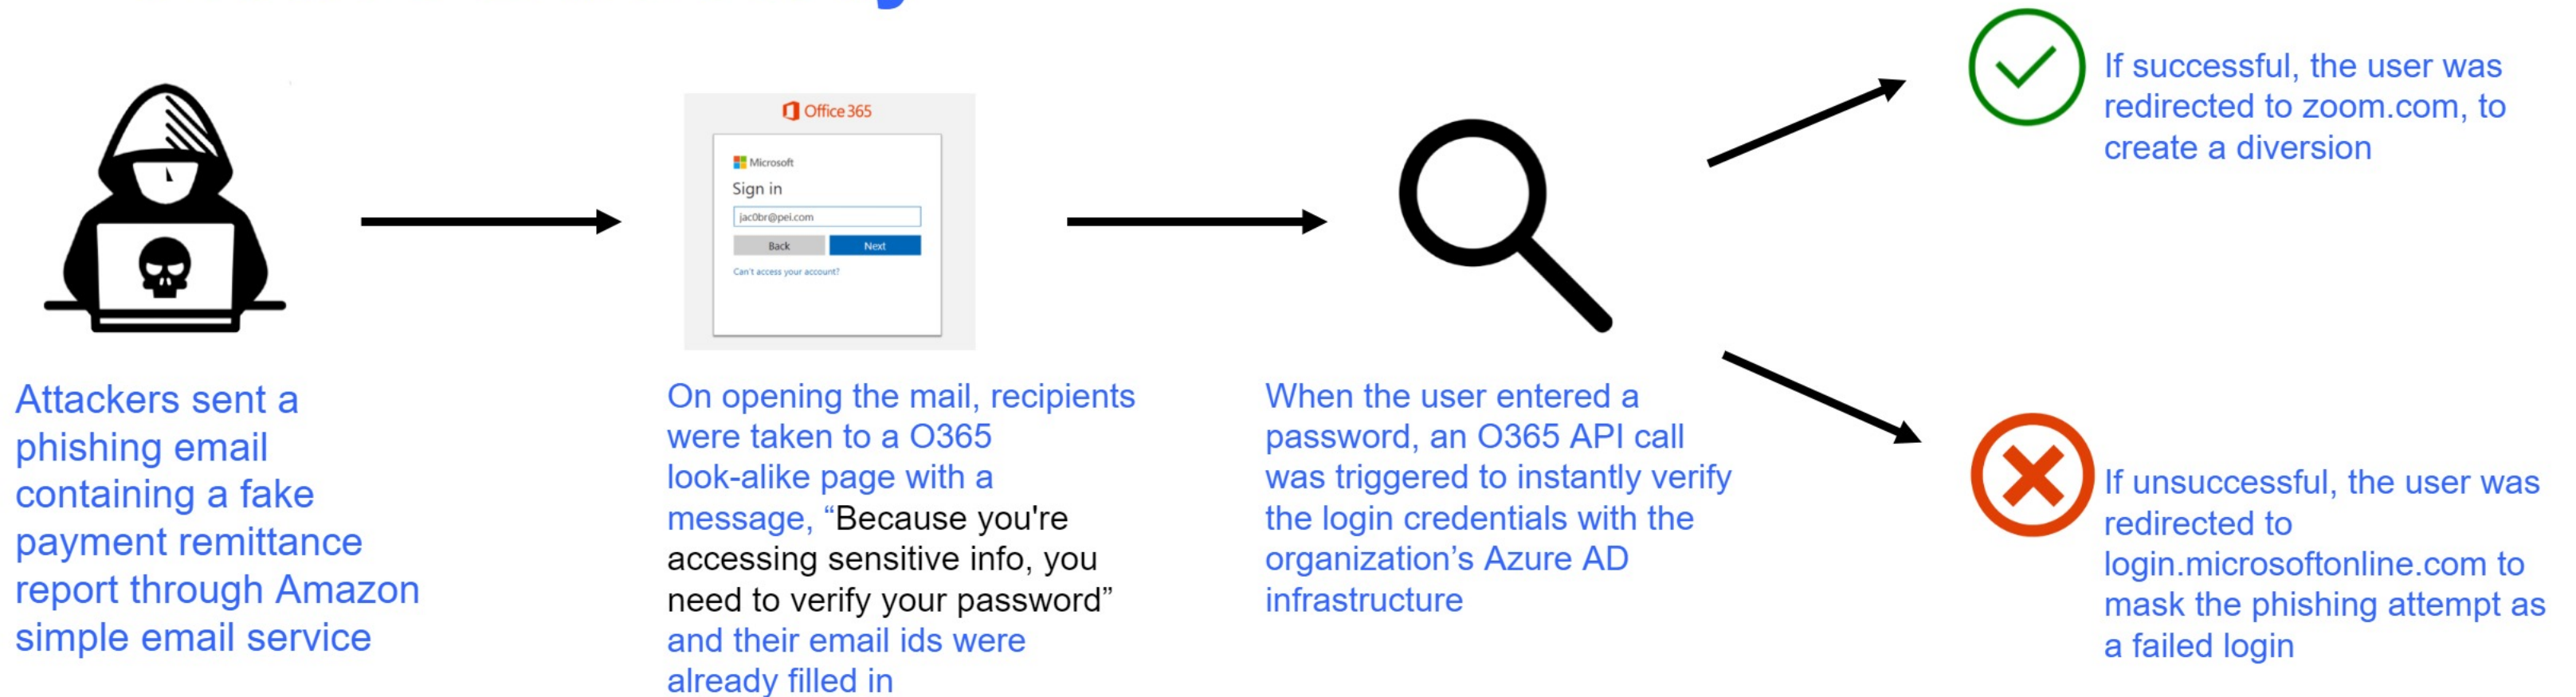 Attackers sent a
phishing email
containing a fake
payment remittance
report through Amazon
simple email service
Office 365
Microsoft
Sign in
jac0br@pei.com
Back
Next
Can't access your account?
On opening the mail, recipients
were taken to a O365
look-alike page with a
message, “Because you're
accessing sensitive info, you
need to verify your password”
and their email ids were
already filled in
When the user entered a
password, an O365 API call
was triggered to instantly verify
the login credentials with the
organization’s Azure AD
infrastructure
If successful, the user was
redirected to zoom.com, to
create a diversion
If unsuccessful, the user was
redirected to
login.microsoftonline.com to
mask the phishing attempt as
a failed login